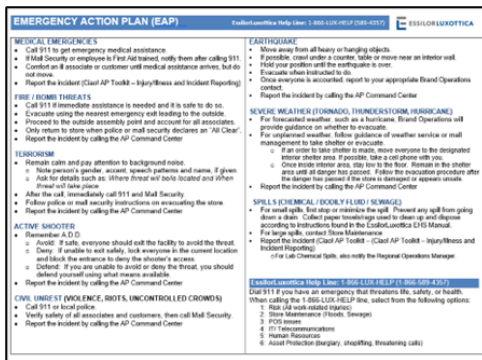 EMERGENCY ACTION PLAN (EAP)
EssilorLuxottica Help Line: 1-866-LUX-HELP (589-4357)
ESSILORLUXOTTICA
MEDICAL EMERGENCIES
• Call 911 to get emergency medical assistance.
• If Mall Security or employee is First Aid trained, notify them after calling 911.
• Comfort an ill associate or customer until medical assistance arrives, but do
not move.
• Report the incident (Ciao! AP Toolkit – Injury/Illness and Incident Reporting)
FIRE / BOMB THREATS
• Call 911 if immediate assistance is needed and it is safe to do so.
• Evacuate using the nearest emergency exit leading to the outside.
• Proceed to the outside assembly point and account for all associates.
• Only return to store when police or mall security declares an "All Clear".
• Report the incident by calling the AP Command Center
TERRORISM
• Remain calm and pay attention to background noise.
o Note person's gender, accent, speech patterns and name, if given
o Ask for details such as: Where threat will be/is located and When
threat will take place
• After the call, immediately call 911 and Mall Security.
• Follow police or mall security instructions on evacuating the store.
• Report the incident by calling the AP Command Center
ACTIVE SHOOTER
• Remember A.D.D.
o Avoid: If safe, everyone should exit the facility to avoid the threat.
o Deny: If unable to exit safely, lock everyone in the current location
and block the entrance to deny the shooter's access.
o Defend: If you are unable to avoid or deny the threat, you should
defend yourself using what means available.
• Report the incident by calling the AP Command Center
CIVIL UNREST (VIOLENCE, RIOTS, UNCONTROLLED CROWDS)
• Call 911 or local police.
• Verify safety of all associates and customers, then call Mall Security.
• Report the incident by calling the AP Command Center
EARTHQUAKE
• Move away from all heavy or hanging objects.
• If possible, crawl under a counter, table or move near an interior wall.
• Hold your position until the earthquake is over.
• Evacuate when instructed to do.
• Once everyone is accounted, report to your appropriate Brand Operations
contact.
• Report the incident by calling the AP Command Center
SEVERE WEATHER (TORNADO, THUNDERSTORM, HURRICANE)
• For forecasted weather, such as a hurricane, Brand Operations will
provide guidance on whether to evacuate.
• For unplanned weather, follow guidance of weather service or mall
management to take shelter or evacuate.
o If an order to take shelter is made, move everyone to the designated
interior shelter area. If possible, take a cell phone with you.
o Once inside interior area, stay low to the floor. Remain in the shelter
area until all danger has passed. Follow the evacuation procedure after
the danger has passed if the store is damaged or appears unsafe.
• Report the incident by calling the AP Command Center
SPILLS (CHEMICAL / BODILY FLUID / SEWAGE)
• For small spills, first stop or minimize the spill. Prevent any spill from going
down a drain. Collect paper towels/rags used to clean up and dispose
according to instructions found in the EssilorLuxottica EHS Manual.
• For large spills, contact Store Maintenance
• Report the incident (Ciao! AP Toolkit – (Ciao! AP Toolkit – Injury/Illness and
Incident Reporting)
o For Lab Chemical Spills, also notify the Regional Operations Manager.
EssilorLuxottica Help Line: 1-866-LUX-HELP (1-866-589-4357)
Dial 911 if you have an emergency that threatens life, safety, or health.
When calling the 1-866-LUX-HELP line, select from the following options:
1: Risk (All work-related injuries)
2: Store Maintenance (Floods, Sewage)
3: POS issues
4: IT/ Telecommunications
5: Human Resources
6: Asset Protection (burglary, shoplifting, threatening calls)